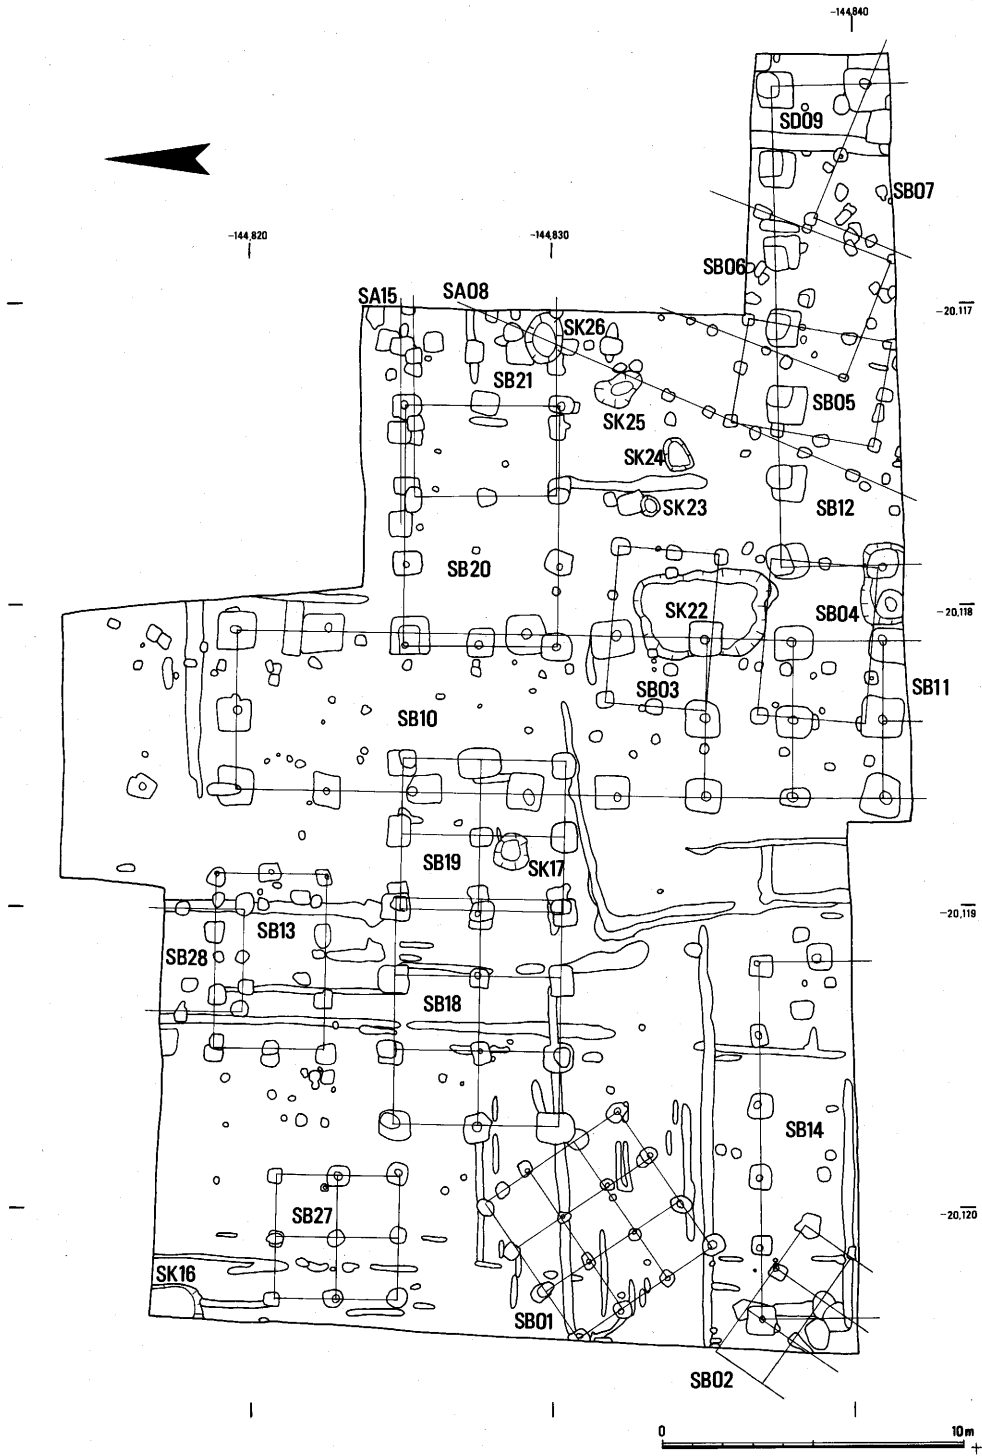 -144,840
SD09
SB07
-144,820
-144,830
SB06
SA15
SA08
-20,117
SK26
SB21
SK25
SB05
SK24
SK23
SB12
SB20
SK22
SB04
-20,118
SB03
SB11
SB10
SB19
SK17
-20,119
SB13
SB28
SB18
SB14
SB27
-20,120
SK16
SB01
SB02
0
10m